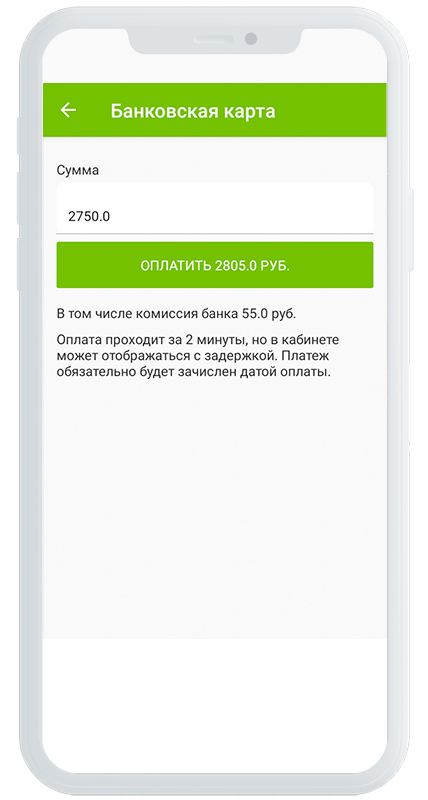 Банковская карта
Сумма
2750.0
ОПЛАТИТЬ 2805.0 РУБ.
В том числе комиссия банка 55.0 руб.
Оплата проходит за 2 минуты, но в кабинете
может отображаться с задержкой. Платеж
обязательно будет зачислен датой оплаты.